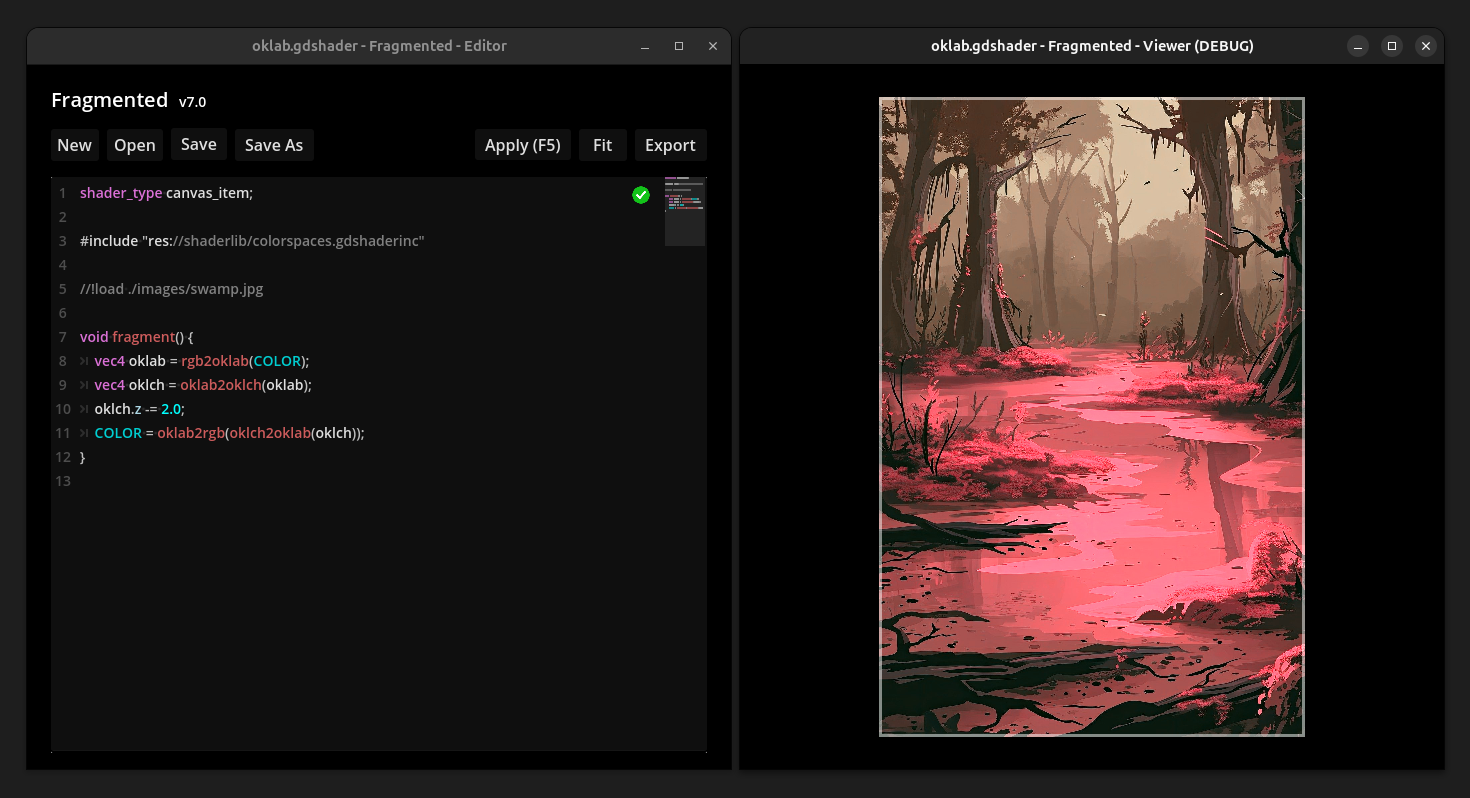 oklab.gdshader - Fragmented - Editor
Fragmented v7.0
New Open Save Save As Apply (F5) Fit Export
1 shader_type canvas_item;
2
3 #include "res://shaderlib/colorspaces.gdshaderinc"
4
5 //!load ./images/swamp.jpg
6
7 void fragment() {
8 vec4 oklab = rgb2oklab(COLOR);
9 vec4 oklch = oklab2oklch(oklab);
10 oklch.z -= 2.0;
11 COLOR = oklab2rgb(oklch2oklab(oklch));
12 }
13
oklab.gdshader - Fragmented - Viewer (DEBUG)